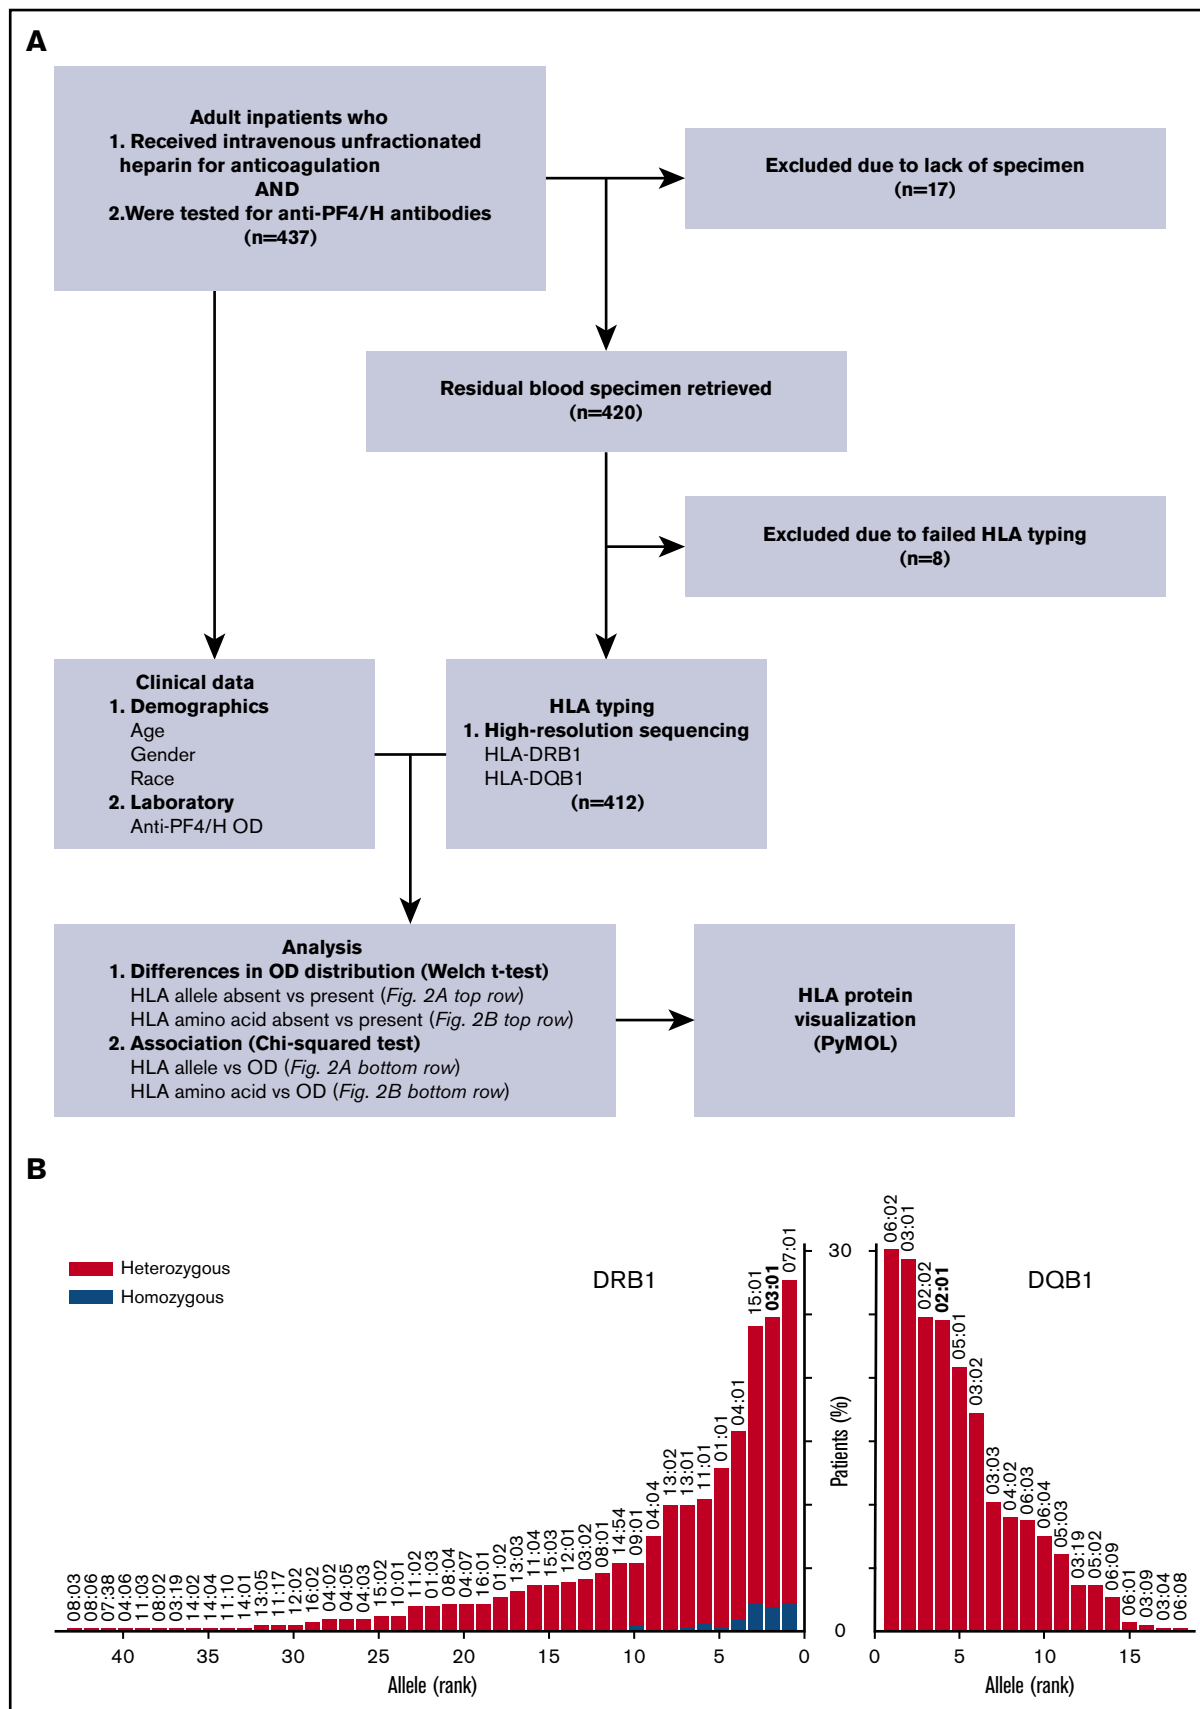 A
Adult inpatients who
1. Received intravenous unfractionated
heparin for anticoagulation
AND
2.Were tested for anti-PF4/H antibodies
(n=437)
Excluded due to lack of specimen
(n=17)
Residual blood specimen retrieved
(n=420)
Excluded due to failed HLA typing
(n=8)
Clinical data
1. Demographics
Age
Gender
Race
2. Laboratory
Anti-PF4/H OD
HLA typing
1. High-resolution sequencing
HLA-DRB1
HLA-DQB1
(n=412)
Analysis
1. Differences in OD distribution (Welch t-test)
HLA allele absent vs present (Fig. 2A top row)
HLA amino acid absent vs present (Fig. 2B top row)
2. Association (Chi-squared test)
HLA allele vs OD (Fig. 2A bottom row)
HLA amino acid vs OD (Fig. 2B bottom row)
HLA protein
visualization
(PyMOL)
B
Heterozygous
Homozygous
DRB1
08:03
08:06
07:38
04:06
11:03
08:02
03:19
14:02
14:04
11:10
14:01
13:05
11:17
12:02
16:02
04:02
04:05
04:03
15:02
10:01
11:02
01:03
08:04
04:07
16:01
01:02
13:03
11:04
15:03
12:01
03:02
08:01
14:54
09:01
04:04
13:02
13:01
11:01
01:01
04:01
15:01
03:01
07:01
40
35
30
25
20
15
10
5
0
Allele (rank)
30
0
Patients (%)
DQB1
06:02
03:01
02:02
02:01
05:01
03:02
03:03
04:02
06:03
06:04
05:03
03:19
05:02
06:09
06:01
03:09
03:04
06:08
0
5
10
15
Allele (rank)